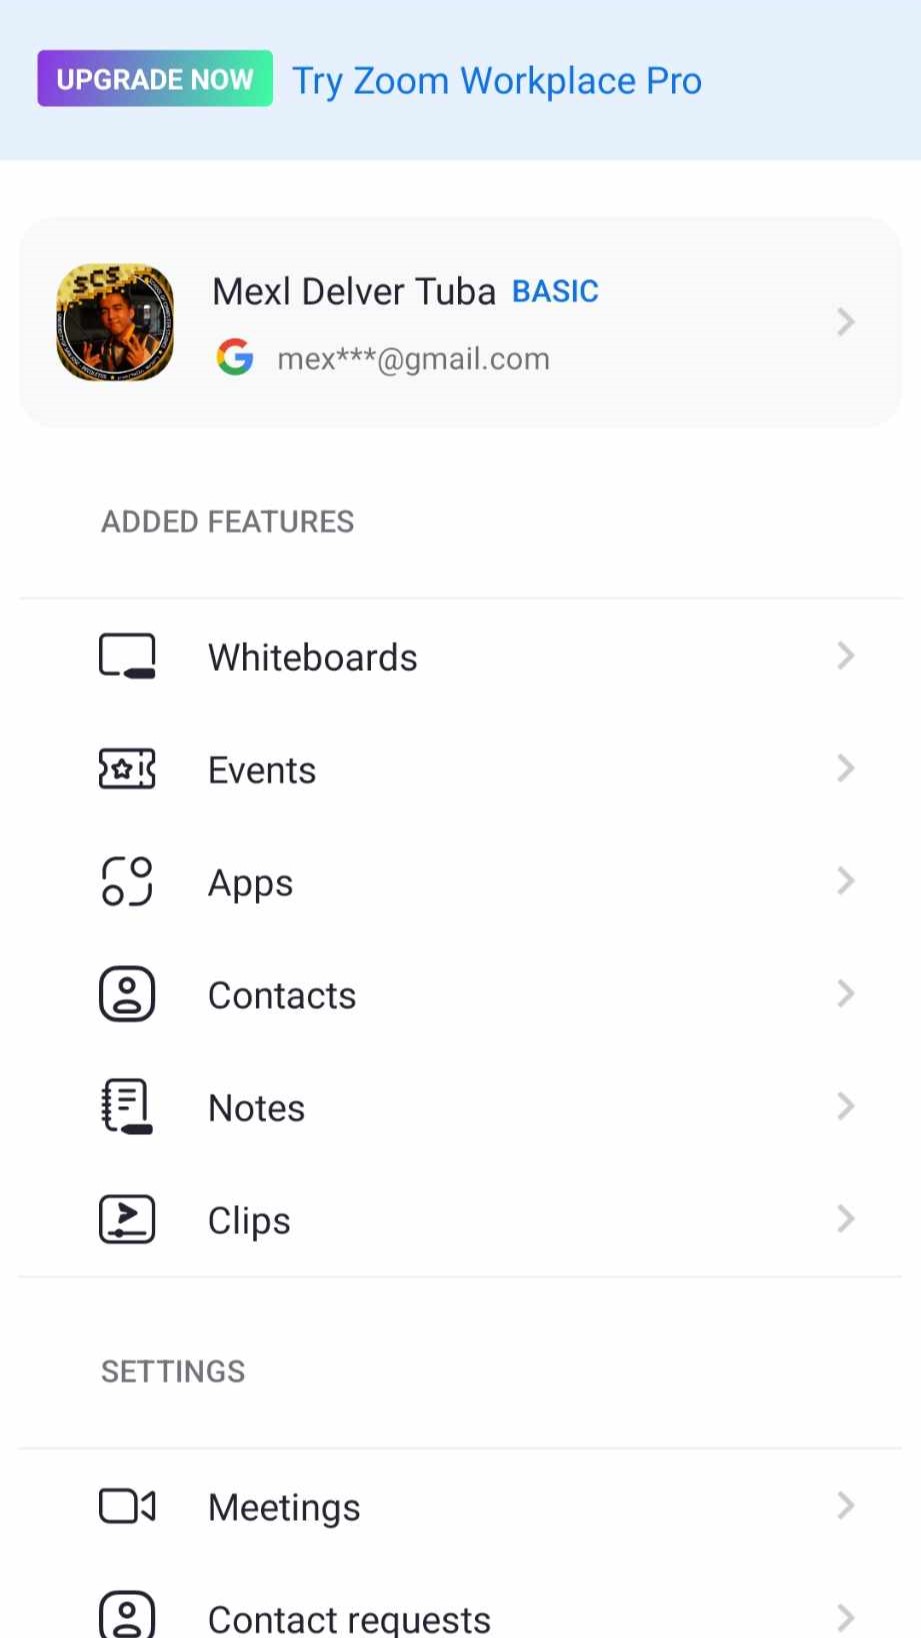 UPGRADE NOW Try Zoom Workplace Pro
SCS
Mexl Delver Tuba BASIC
mex***@gmail.com
ADDED FEATURES
Whiteboards
Events
Apps
Contacts
Notes
Clips
SETTINGS
Meetings
Contact requests